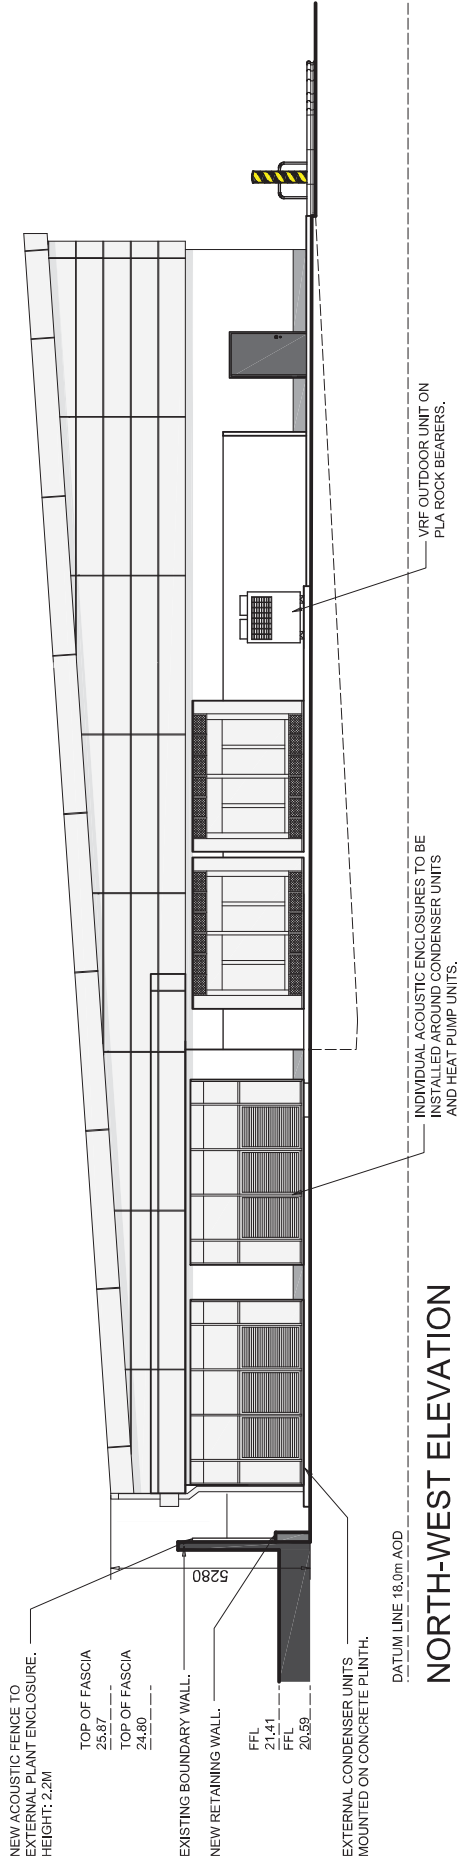 NEW ACOUSTIC FENCE TO
EXTERNAL PLANT ENCLOSURE.
HEIGHT: 2.2M
TOP OF FASCIA
25.87
TOP OF FASCIA
24.80
EXISTING BOUNDARY WALL.
NEW RETAINING WALL.
FFL
21.41
FFL
20.59
5280
EXTERNAL CONDENSER UNITS
MOUNTED ON CONCRETE PLINTH.
DATUM LINE 18.0m AOD
NORTH-WEST ELEVATION
INDIVIDUAL ACOUSTIC ENCLOSURES TO BE
INSTALLED AROUND CONDENSER UNITS
AND HEAT PUMP UNITS.
VRF OUTDOOR UNIT ON
PLA ROCK BEARERS.